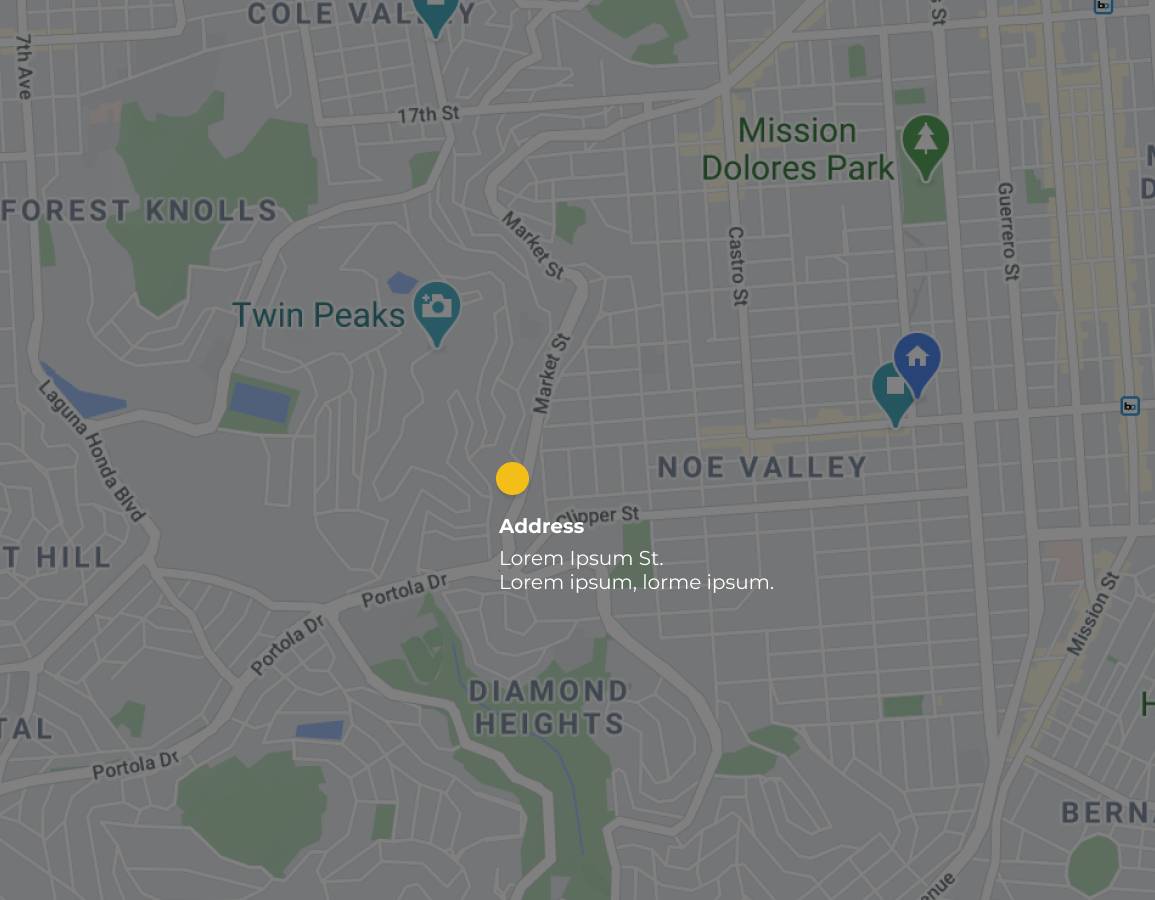 COLE VALLEY
7th Ave
s St
17th St
Mission
Dolores Park
FOREST KNOLLS
Market St
Castro St
Guerrero St
Twin Peaks
Market St
Laguna Honda Blvd
NOE VALLEY
Clipper St
Address
Lorem Ipsum St.
Lorem ipsum, lorme ipsum.
T HILL
Portola Dr
Portola Dr
Mission St
DIAMOND
HEIGHTS
TAL
Portola Dr
H
BERNA
enue
M
D